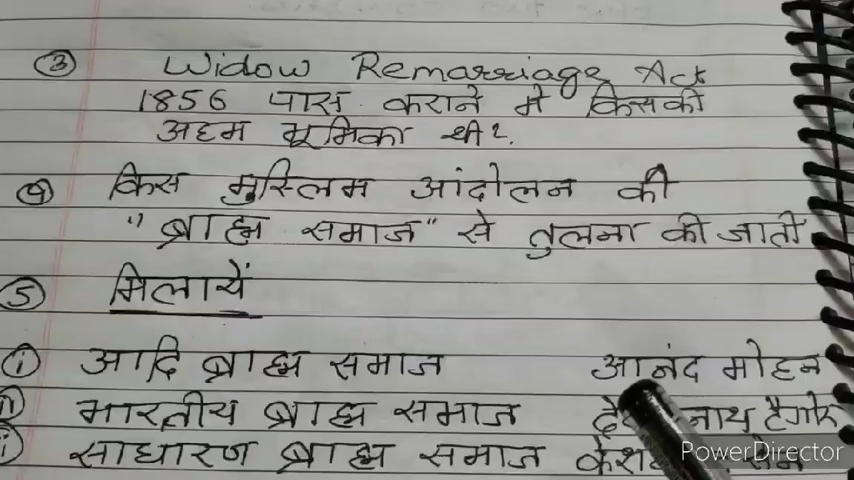 ③ Widow Remarriage Act
1856 पास कराने मे किसकी
अहम भूमिका थी?
④ किस मुस्लिम आंदोलन की
"ब्राह्म समाज" से तुलना की जाती
⑤ मिलायें
① आदि ब्राह्म समाज आनंद मोहन
भारतीय ब्राह्म समाज टैगोर
साधारण ब्राह्म समाज सेन
PowerDirector